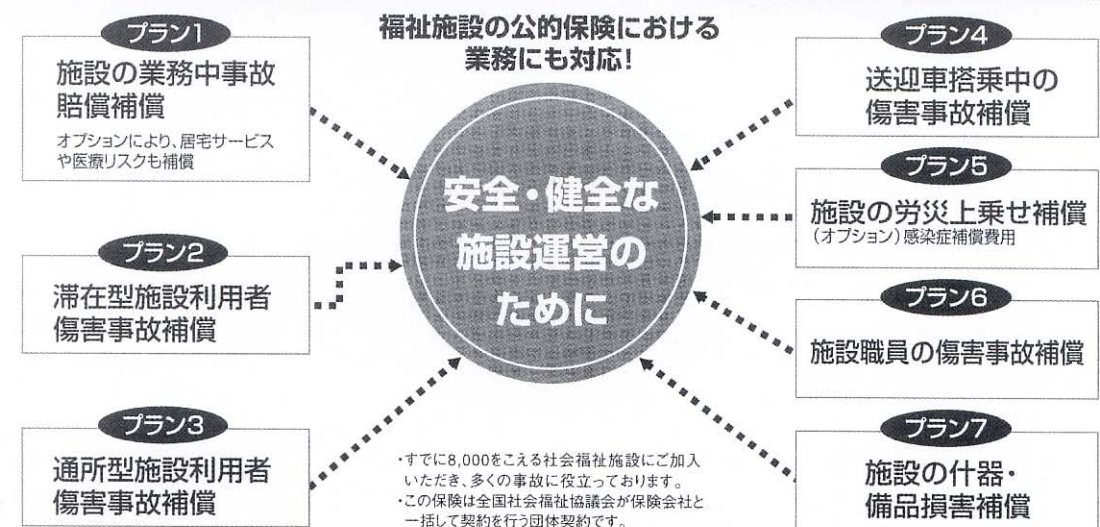 福祉施設の公的保険における
業務にも対応!
プラン1
施設の業務中事故
賠償補償
オプションにより、居宅サービス
や医療リスクも補償
プラン2
滞在型施設利用者
傷害事故補償
プラン3
通所型施設利用者
傷害事故補償
安全・健全な
施設運営の
ために
・すでに8,000をこえる社会福祉施設にご加入
いただき、多くの事故に役立っております。
・この保険は全国社会福祉協議会が保険会社と
一括して契約を行う団体契約です。
プラン4
送迎車搭乗中の
傷害事故補償
プラン5
施設の労災上乗せ補償
(オプション)感染症補償費用
プラン6
施設職員の傷害事故補償
プラン7
施設の什器・
備品損害補償